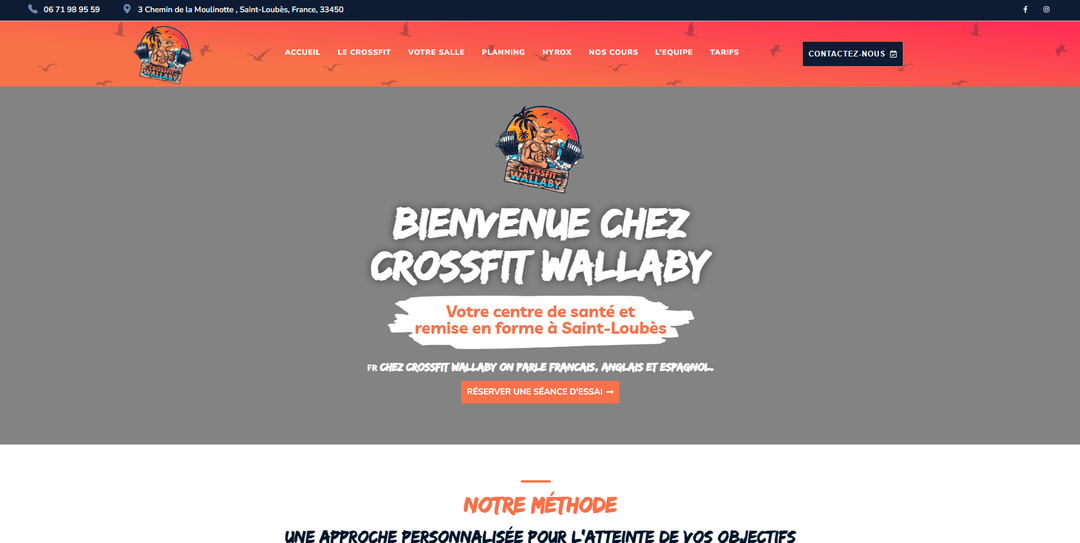 06 71 98 95 59
3 Chemin de la Moulinotte , Saint-Loubès, France, 33450
CROSSFIT
WALLABY
ACCUEIL
LE CROSSFIT
VOTRE SALLE
PLANNING
HYROX
NOS COURS
L'EQUIPE
TARIFS
CONTACTEZ-NOUS
CROSSFIT
WALLABY
BIENVENUE CHEZ
CROSSFIT WALLABY
Votre centre de santé et
remise en forme à Saint-Loubès
FR CHEZ CROSSFIT WALLABY ON PARLE FRANCAIS, ANGLAIS ET ESPAGNOL.
RÉSERVER UNE SÉANCE D'ESSAI
NOTRE MÉTHODE
UNE APPROCHE PERSONNALISÉE POUR L'ATTEINTE DE VOS OBJECTIFS